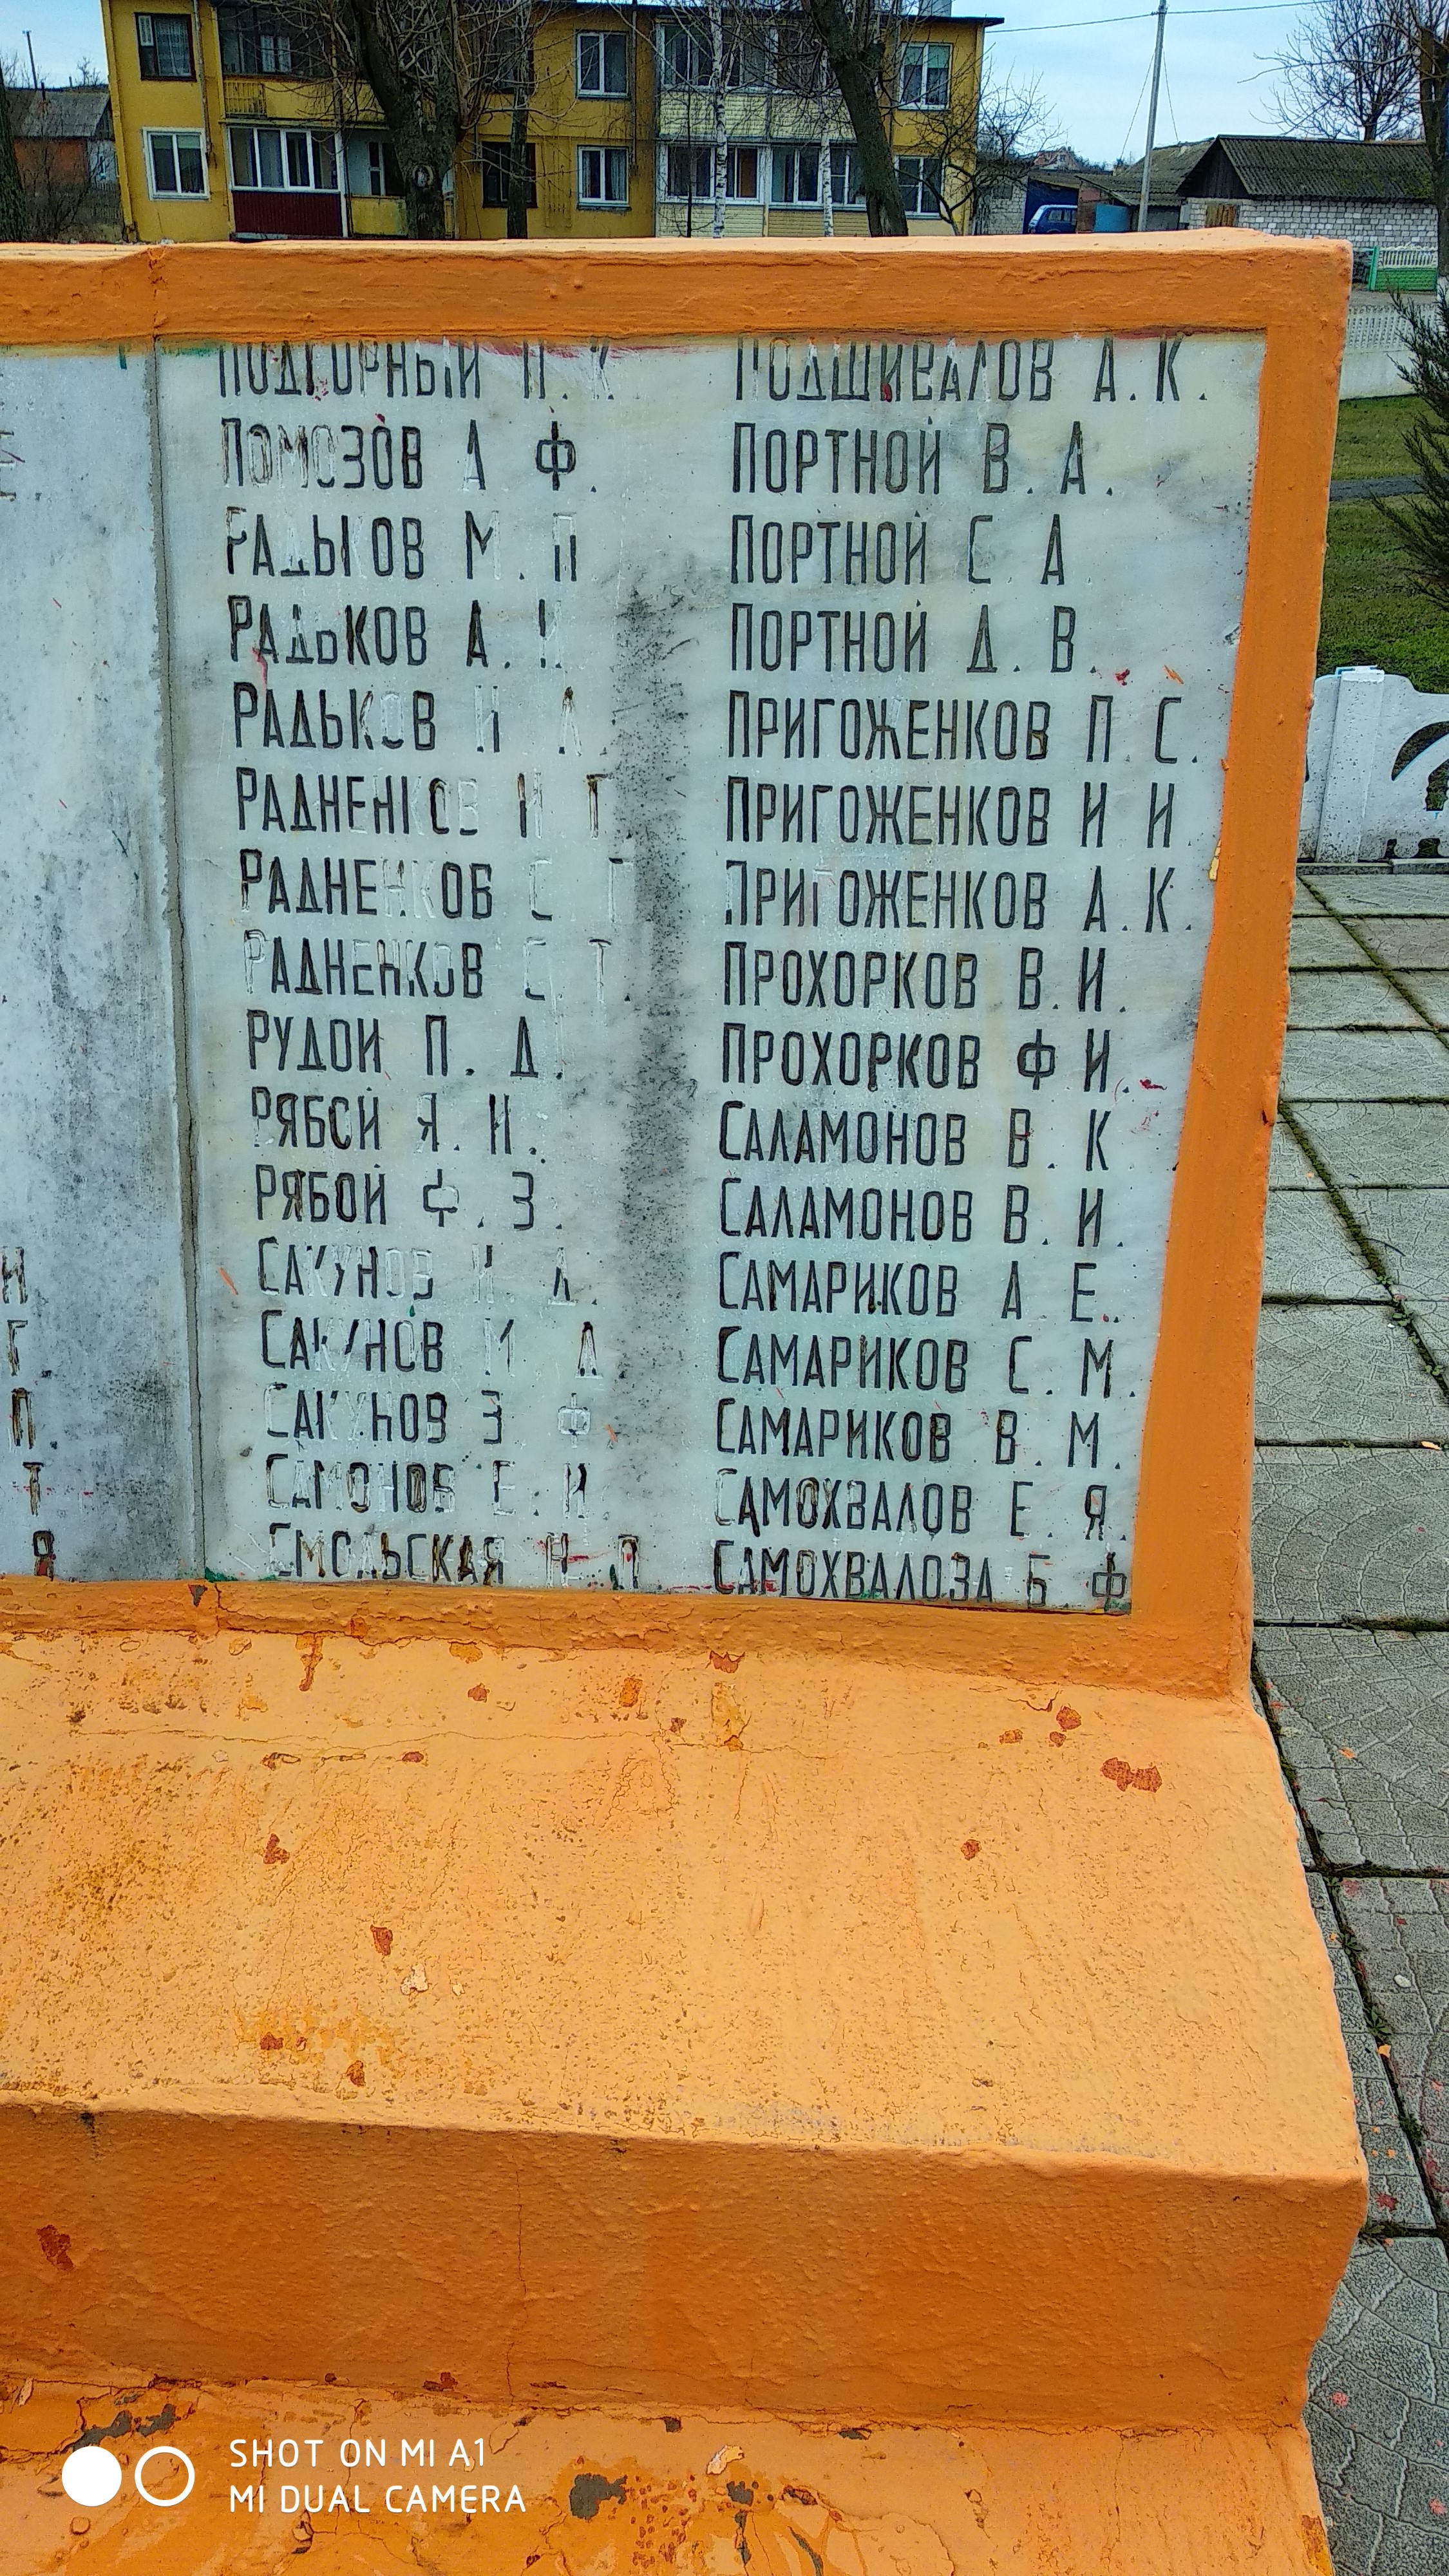 ПОДГОРНЫЙ П. К.
ПОМОЗОВ А Ф.
РАДЬКОВ М. П
РАДЬКОВ А. И
РАДЬКОВ И А.
РАДНЕНКОВ И Г.
РАДНЕНКОВ С. Г
РАДНЕНКОВ С. Т.
РУДОЙ П. Д.
РЯБОЙ Я. И.
РЯБОЙ Ф. З.
САКУНОВ И. Д.
САКУНОВ М Д.
САКУНОВ З Ф.
САМОНОВ Е. И.
СМОЛЬСКАЯ Н П
ПОДШИВАЛОВ А. К.
ПОРТНОЙ В. А.
ПОРТНОЙ С. А
ПОРТНОЙ Д. В.
ПРИГОЖЕНКОВ П С.
ПРИГОЖЕНКОВ И И.
ПРИГОЖЕНКОВ А. К.
ПРОХОРКОВ В. И.
ПРОХОРКОВ Ф И.
САЛАМОНОВ В. К.
САЛАМОНОВ В. И.
САМАРИКОВ А Е.
САМАРИКОВ С. М.
САМАРИКОВ В. М.
САМОХВАЛОВ Е. Я.
САМОХВАЛОВА Б Ф
И
Г.
П
Т
Я
SHOT ON MI A1
MI DUAL CAMERA